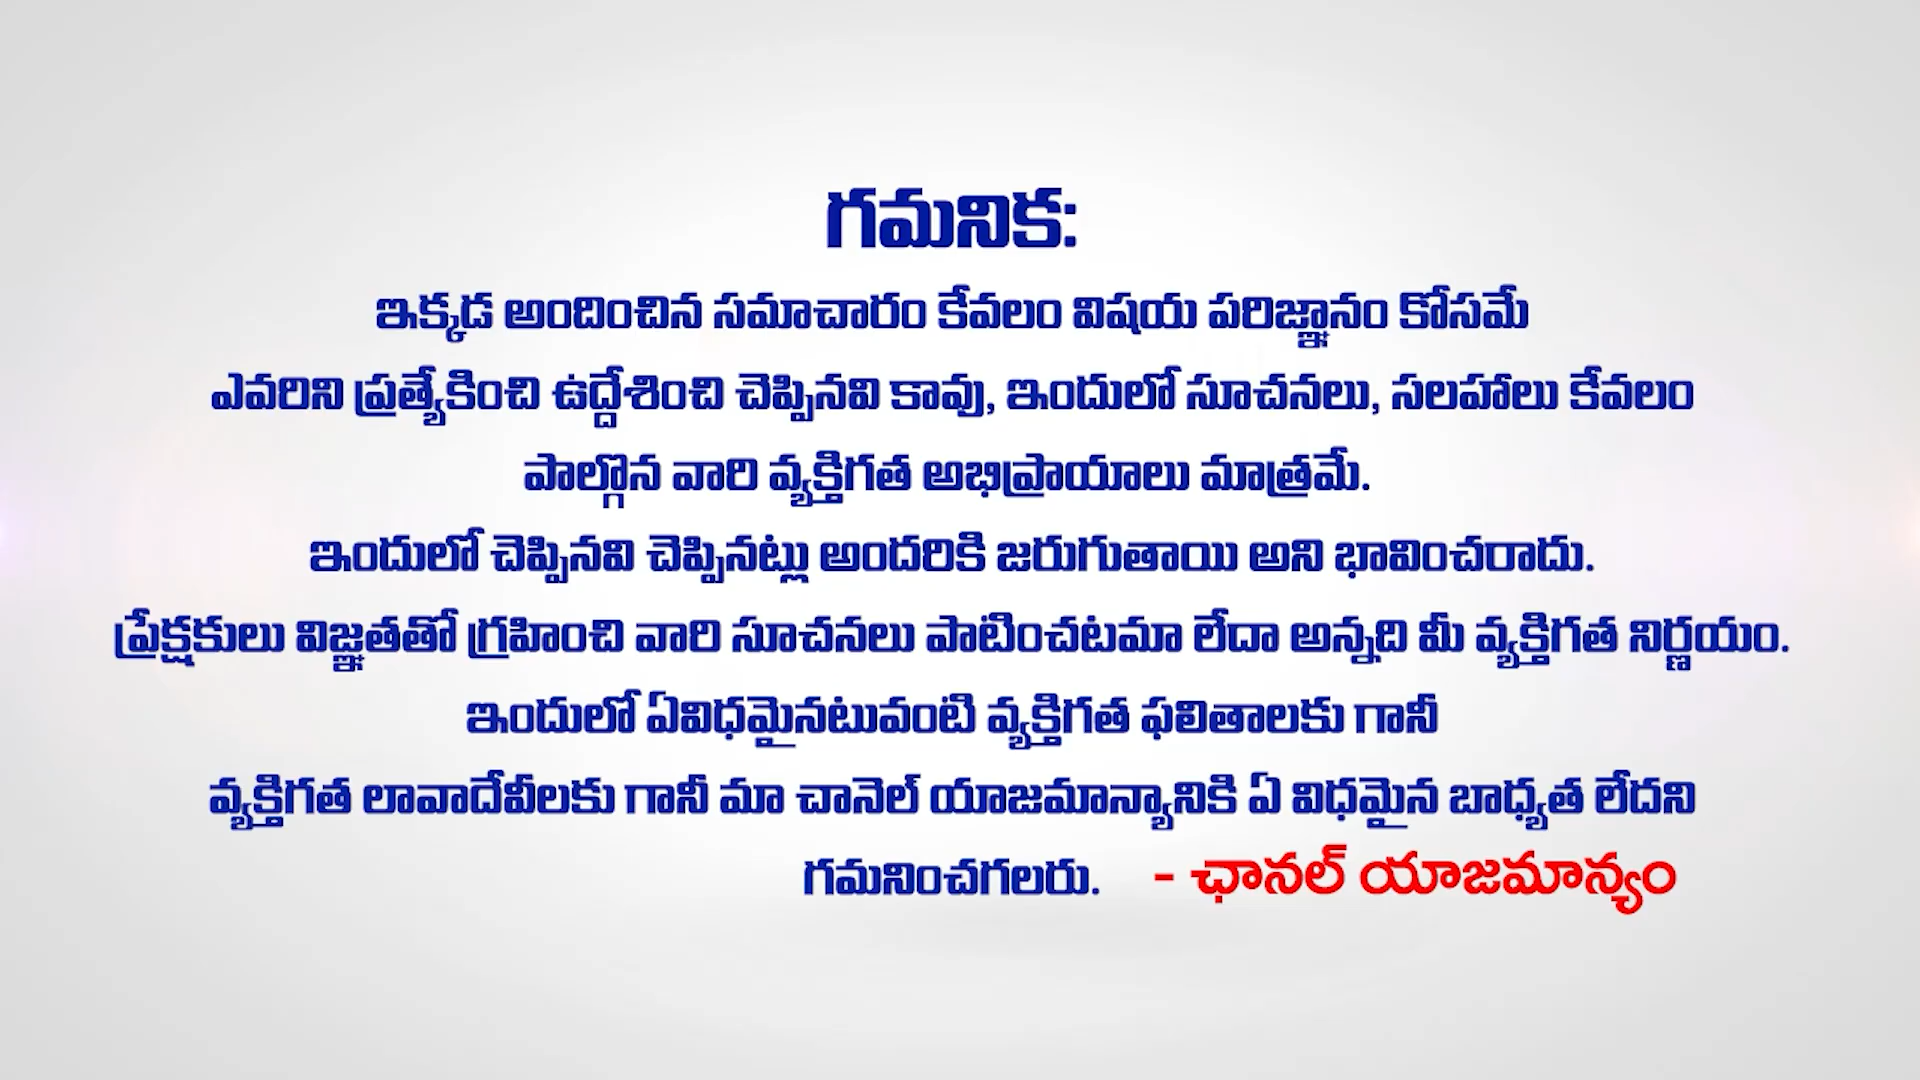 గమనిక:
ఇక్కడ అందించిన సమాచారం కేవలం విషయ పరిజ్ఞానం కోసమే
ఎవరిని ప్రత్యేకించి ఉద్దేశించి చెప్పినవి కావు, ఇందులో సూచనలు, సలహాలు కేవలం
పాల్గొన వారి వ్యక్తిగత అభిప్రాయాలు మాత్రమే.
ఇందులో చెప్పినవి చెప్పినట్లు అందరికి జరుగుతాయి అని భావించరాదు.
ప్రేక్షకులు విజ్ఞతతో గ్రహించి వారి సూచనలు పాటించటమా లేదా అన్నది మీ వ్యక్తిగత నిర్ణయం.
ఇందులో ఏవిధమైనటువంటి వ్యక్తిగత ఫలితాలకు గానీ
వ్యక్తిగత లావాదేవీలకు గానీ మా చానెల్ యాజమాన్యానికి ఏ విధమైన బాధ్యత లేదని
గమనించగలరు. - ఛానల్ యాజమాన్యం